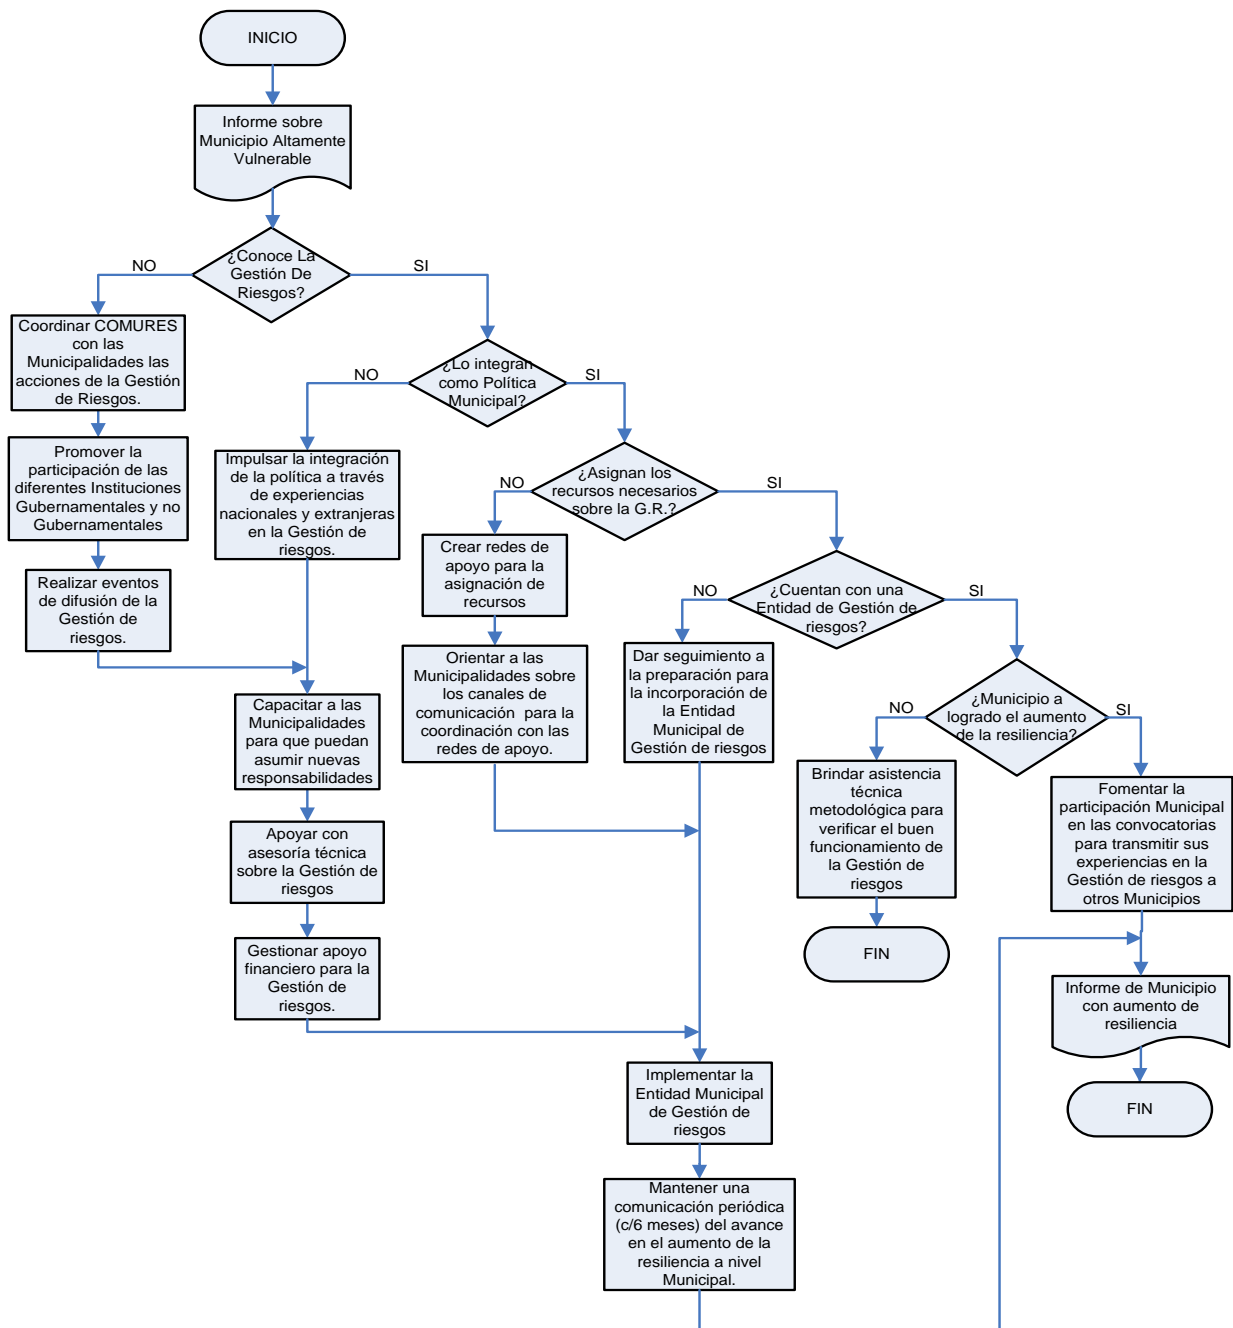 INICIO
Informe sobre
Municipio Altamente
Vulnerable
¿Conoce La
Gestión De
Riesgos?
NO
SI
Coordinar COMURES
con las
Municipalidades las
acciones de la Gestión
de Riesgos.
¿Lo integran
como Política
Municipal?
NO
SI
Promover la
participación de las
diferentes Instituciones
Gubernamentales y no
Gubernamentales
Impulsar la integración
de la política a través
de experiencias
nacionales y extranjeras
en la Gestión de
riesgos.
¿Asignan los
recursos necesarios
sobre la G.R.?
NO
SI
Realizar eventos
de difusión de la
Gestión de
riesgos.
Crear redes de
apoyo para la
asignación de
recursos
¿Cuentan con una
Entidad de Gestión de
riesgos?
NO
SI
Orientar a las
Municipalidades sobre
los canales de
comunicación  para la
coordinación con las
redes de apoyo.
Dar seguimiento a
la preparación para
la incorporación de
la Entidad
Municipal de
Gestión de riesgos
¿Municipio a
logrado el aumento
de la resiliencia?
NO
SI
Capacitar a las
Municipalidades
para que puedan
asumir nuevas
responsabilidades
Brindar asistencia
técnica
metodológica para
verificar el buen
funcionamiento de
la Gestión de
riesgos
Fomentar la
participación Municipal
en las convocatorias
para transmitir sus
experiencias en la
Gestión de riesgos a
otros Municipios
Apoyar con
asesoría técnica
sobre la Gestión de
riesgos
FIN
Gestionar apoyo
financiero para la
Gestión de
riesgos.
Informe de Municipio
con aumento de
resiliencia
FIN
Implementar la
Entidad Municipal
de Gestión de
riesgos
Mantener una
comunicación periódica
(c/6 meses) del avance
en el aumento de la
resiliencia a nivel
Municipal.